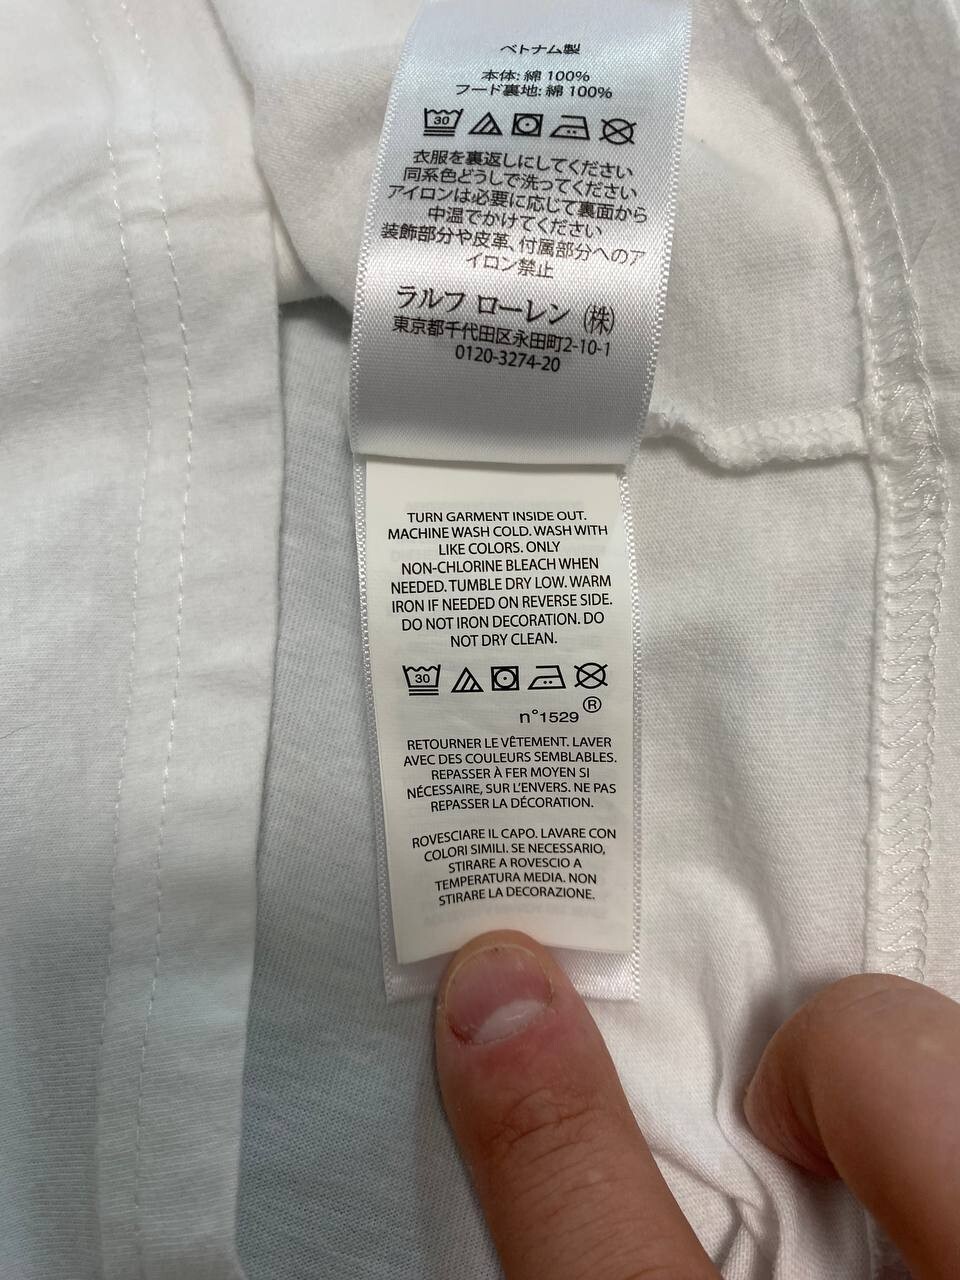 ベトナム製
本体: 綿 100%
フード裏地: 綿 100%
30
衣服を裏返しにしてください
同系色どうしで洗ってください
アイロンは必要に応じて裏面から
中温でかけてください
装飾部分や皮革、付属部分へのア
イロン禁止
ラルフ ローレン (株)
東京都千代田区永田町2-10-1
0120-3274-20
TURN GARMENT INSIDE OUT.
MACHINE WASH COLD. WASH WITH
LIKE COLORS. ONLY
NON-CHLORINE BLEACH WHEN
NEEDED. TUMBLE DRY LOW. WARM
IRON IF NEEDED ON REVERSE SIDE.
DO NOT IRON DECORATION. DO
NOT DRY CLEAN.
30
n°1529 ®
RETOURNER LE VÊTEMENT. LAVER
AVEC DES COULEURS SEMBLABLES.
REPASSER À FER MOYEN SI
NÉCESSAIRE, SUR L'ENVERS. NE PAS
REPASSER LA DÉCORATION.
ROVESCIARE IL CAPO. LAVARE CON
COLORI SIMILI. SE NECESSARIO,
STIRARE A ROVESCIO A
TEMPERATURA MEDIA. NON
STIRARE LA DECORAZIONE.